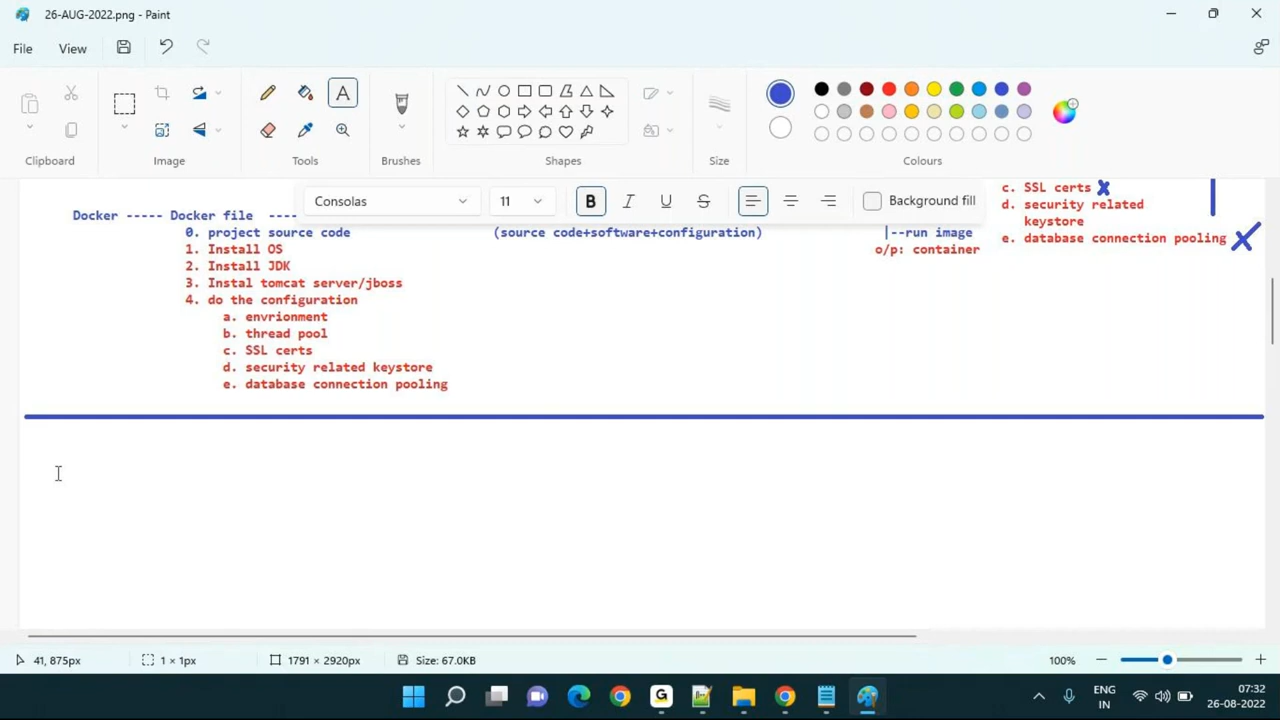 26-AUG-2022.png - Paint
File View
Clipboard Image Tools Brushes Shapes Size Colours
Consolas 11 B I U S Background fill
c. SSL certs
d. security related
keystore
e. database connection pooling
Docker ----- Docker file ----
0. project source code (source code+software+configuration) |--run image
1. Install OS o/p: container
2. Install JDK
3. Instal tomcat server/jboss
4. do the configuration
a. envrionment
b. thread pool
c. SSL certs
d. security related keystore
e. database connection pooling
41, 875px 1 × 1px 1791 × 2920px Size: 67.0KB 100%
ENG 07:32
IN 26-08-2022